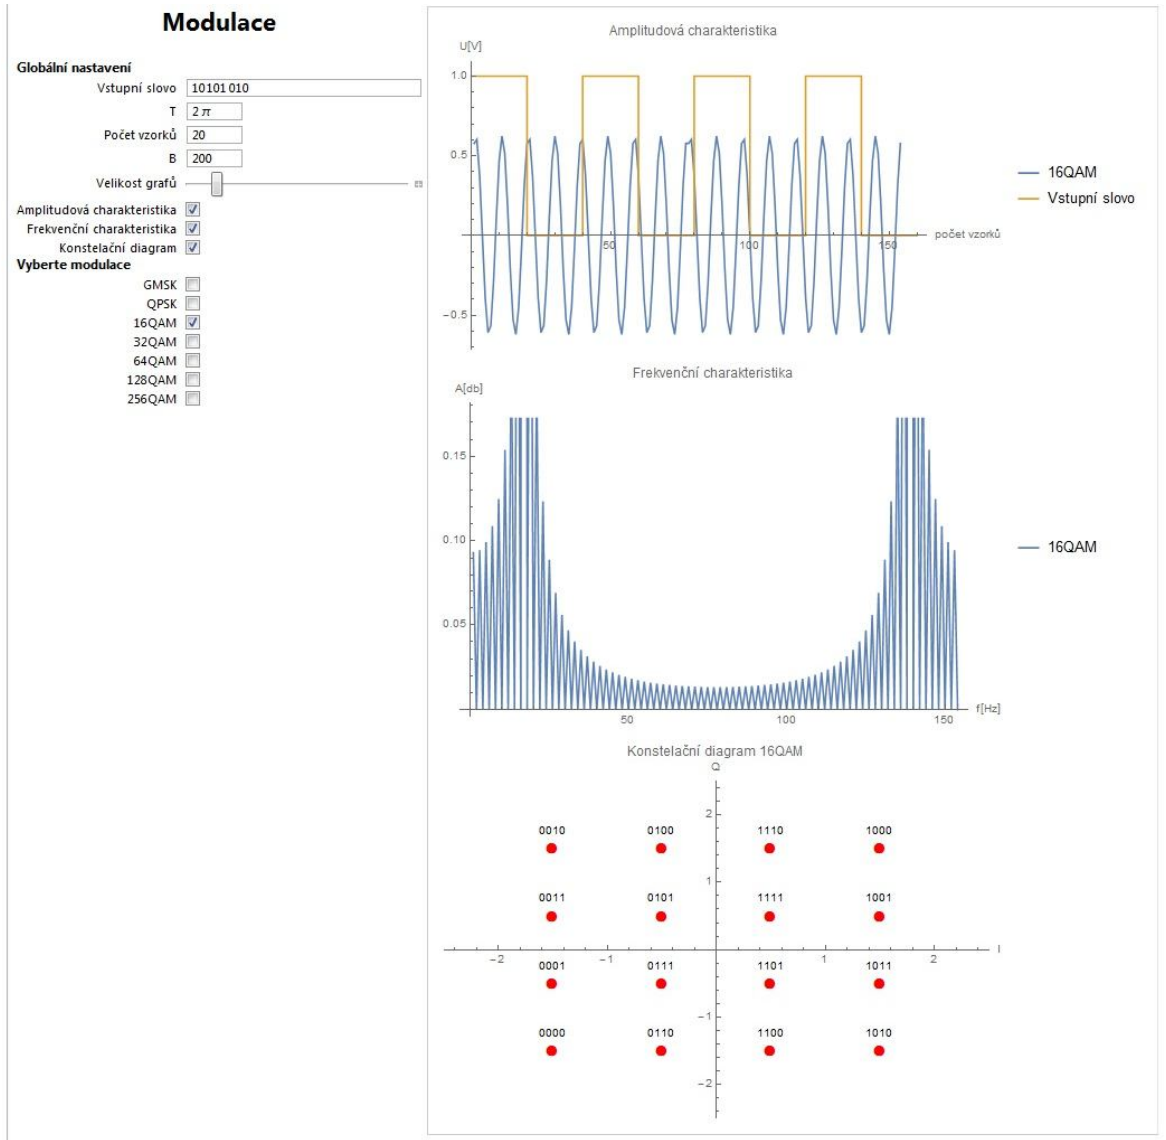 Modulace
Globální nastavení
Vstupní slovo 10101 010
T 2 π
Počet vzorků 20
B 200
Velikost grafů
Amplitudová charakteristika
Frekvenční charakteristika
Konstelační diagram
Vyberte modulace
GMSK
QPSK
16QAM
32QAM
64QAM
128QAM
256QAM
Amplitudová charakteristika
U[V]
1.0
0.5
−0.5
50 100 150
počet vzorků
16QAM
Vstupní slovo
Frekvenční charakteristika
A[db]
0.15
0.10
0.05
50 100 150
f[Hz]
16QAM
Konstelační diagram 16QAM
Q
2
0010 0100 1110 1000
1
0011 0101 1111 1001
−2 −1 1 2 I
0001 0111 1101 1011
−1
0000 0110 1100 1010
−2